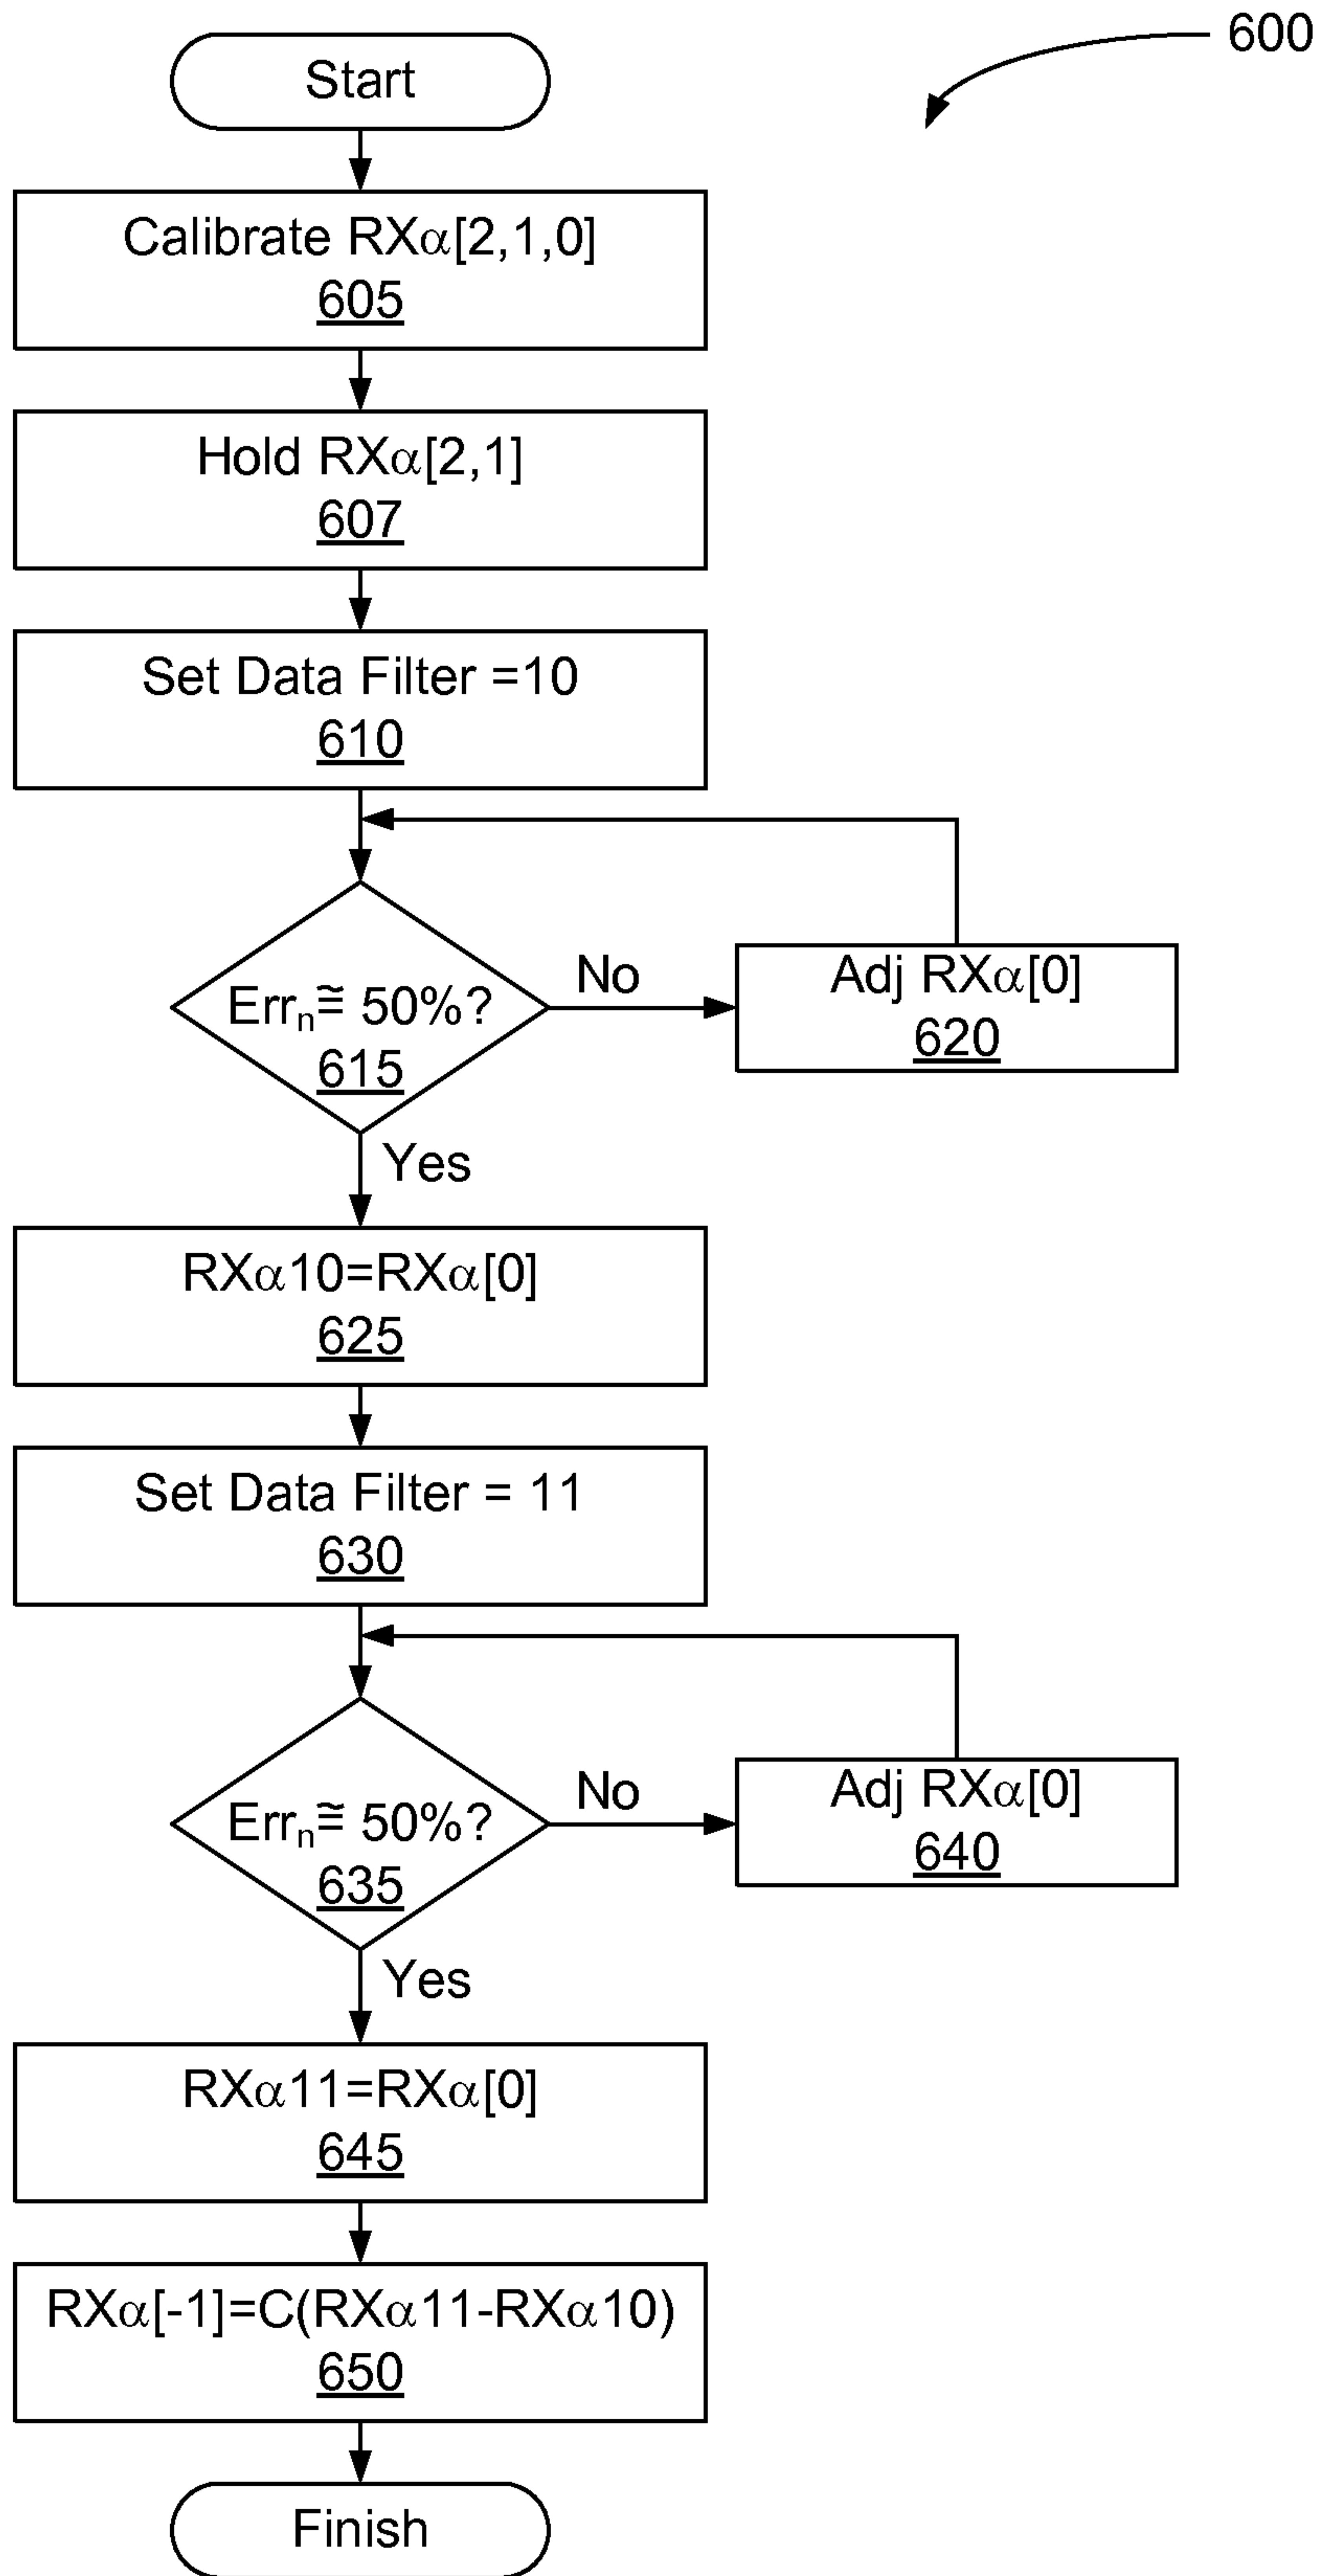 600
Start
Calibrate RXα[2,1,0]
605
Hold RXα[2,1]
607
Set Data Filter =10
610
Errn≅ 50%?
615
No
Adj RXα[0]
620
Yes
RXα10=RXα[0]
625
Set Data Filter = 11
630
Errn≅ 50%?
635
No
Adj RXα[0]
640
Yes
RXα11=RXα[0]
645
RXα[-1]=C(RXα11-RXα10)
650
Finish